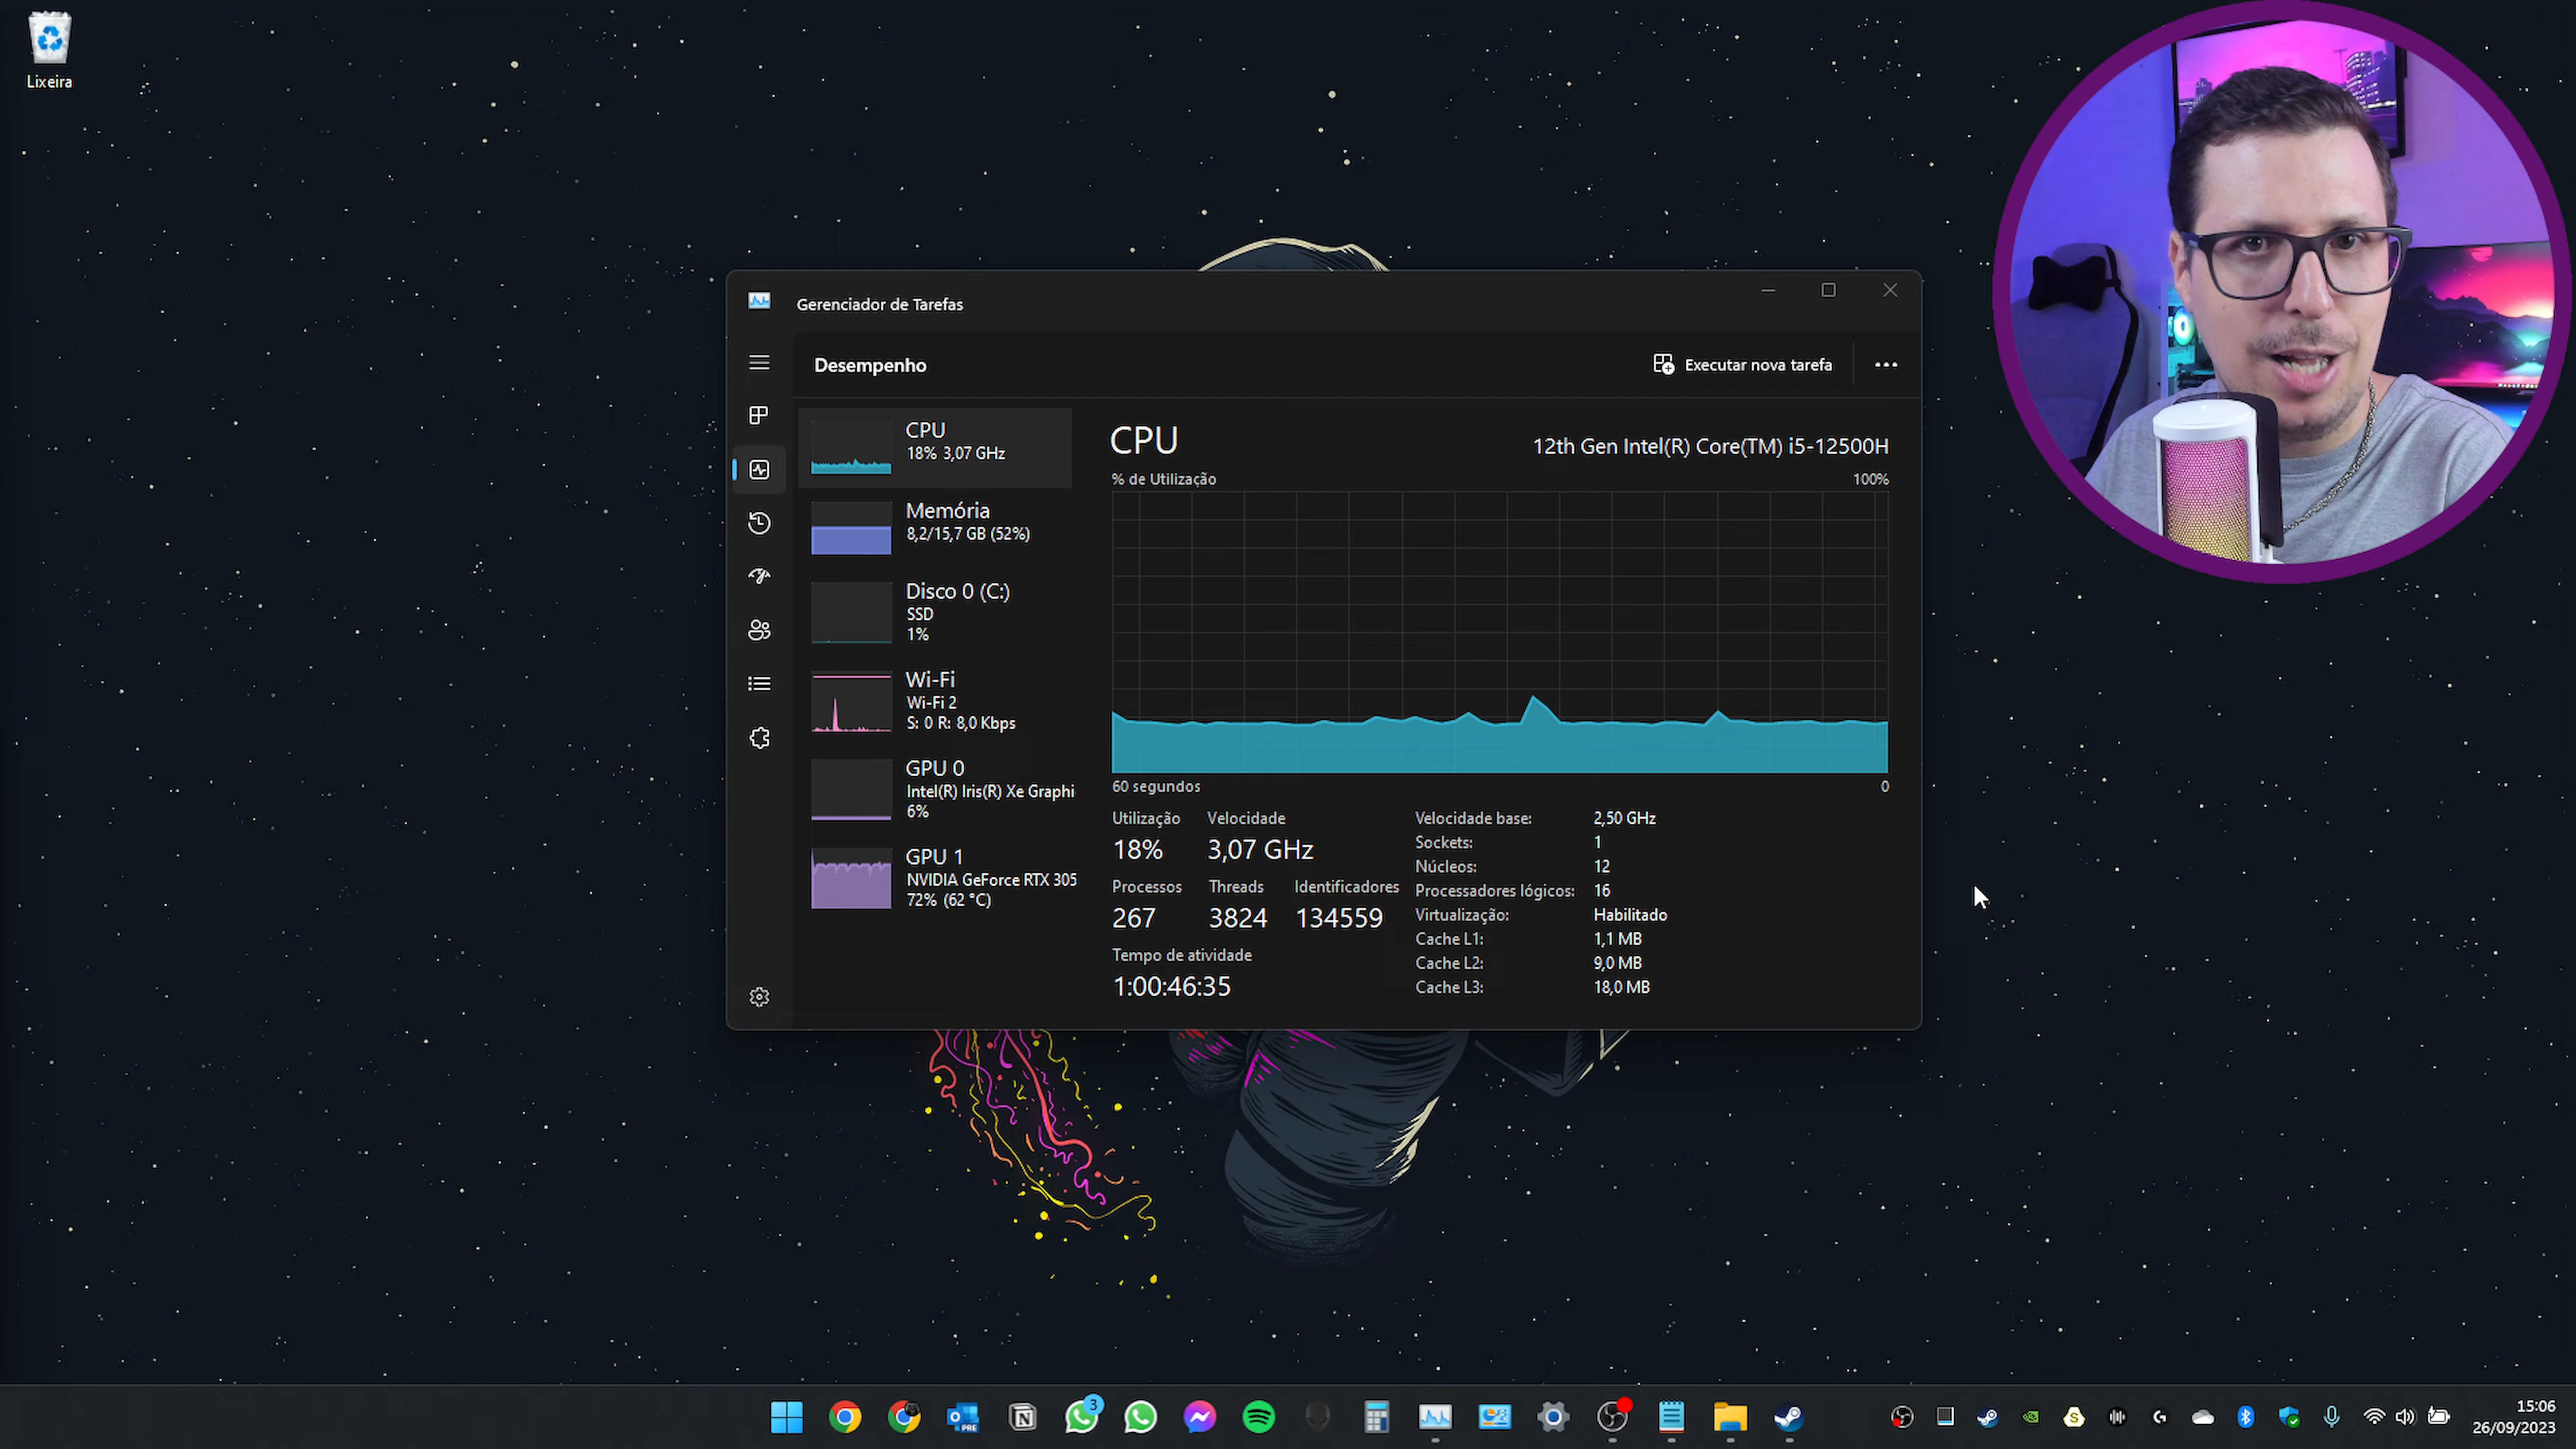 Lixeira
Gerenciador de Tarefas
Desempenho
Executar nova tarefa
CPU
18% 3,07 GHz
Memória
8,2/15,7 GB (52%)
Disco 0 (C:)
SSD
1%
Wi-Fi
Wi-Fi 2
S: 0 R: 8,0 Kbps
GPU 0
Intel(R) Iris(R) Xe Graphi
6%
GPU 1
NVIDIA GeForce RTX 305
72% (62 °C)
CPU
12th Gen Intel(R) Core(TM) i5-12500H
% de Utilização
100%
60 segundos
0
Utilização
18%
Velocidade
3,07 GHz
Processos
267
Threads
3824
Identificadores
134559
Tempo de atividade
1:00:46:35
Velocidade base: 2,50 GHz
Sockets: 1
Núcleos: 12
Processadores lógicos: 16
Virtualização: Habilitado
Cache L1: 1,1 MB
Cache L2: 9,0 MB
Cache L3: 18,0 MB
PRE
3
15:06
26/09/2023